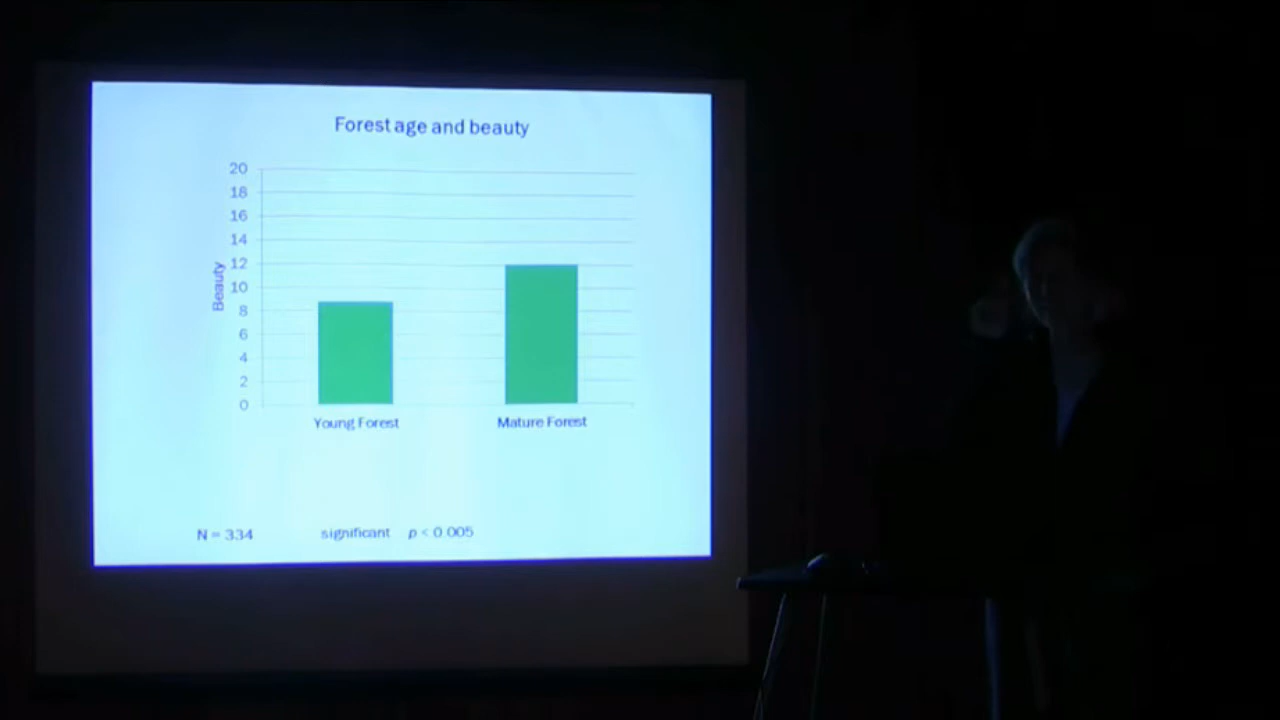 Forest age and beauty
20
18
16
14
12
10
8
6
4
2
0
Beauty
Young Forest
Mature Forest
N = 334 significant p < 0.005